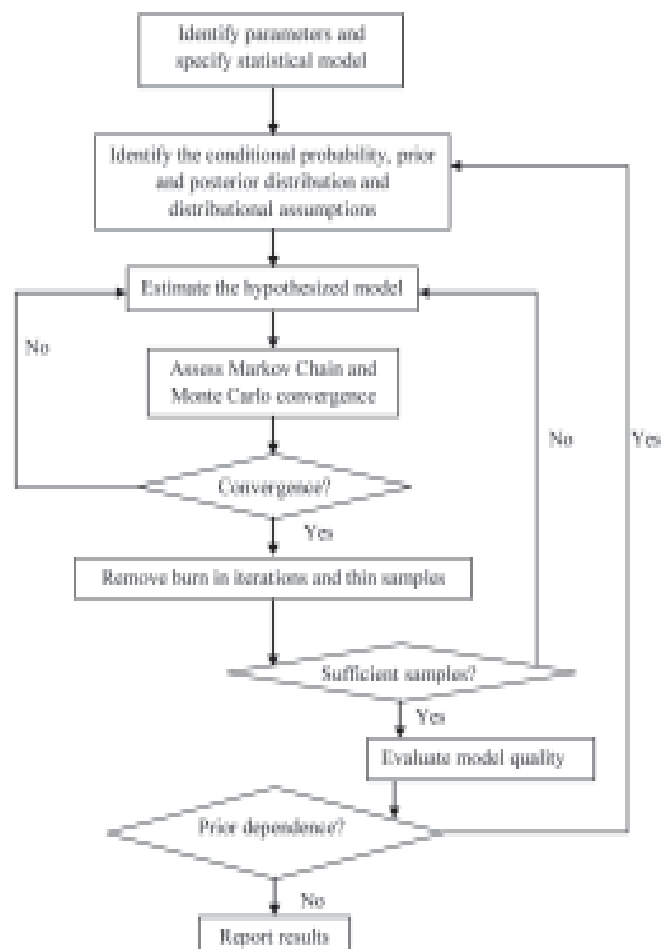 Identify parameters and
specify statistical model
Identify the conditional probability, prior
and posterior distribution and
distributional assumptions
Estimate the hypothesized model
No
Assess Markov Chain and
Monte Carlo convergence
No
Yes
Convergence?
Yes
Remove burn in iterations and thin samples
Sufficient samples?
Yes
Evaluate model quality
Prior dependence?
No
Report results